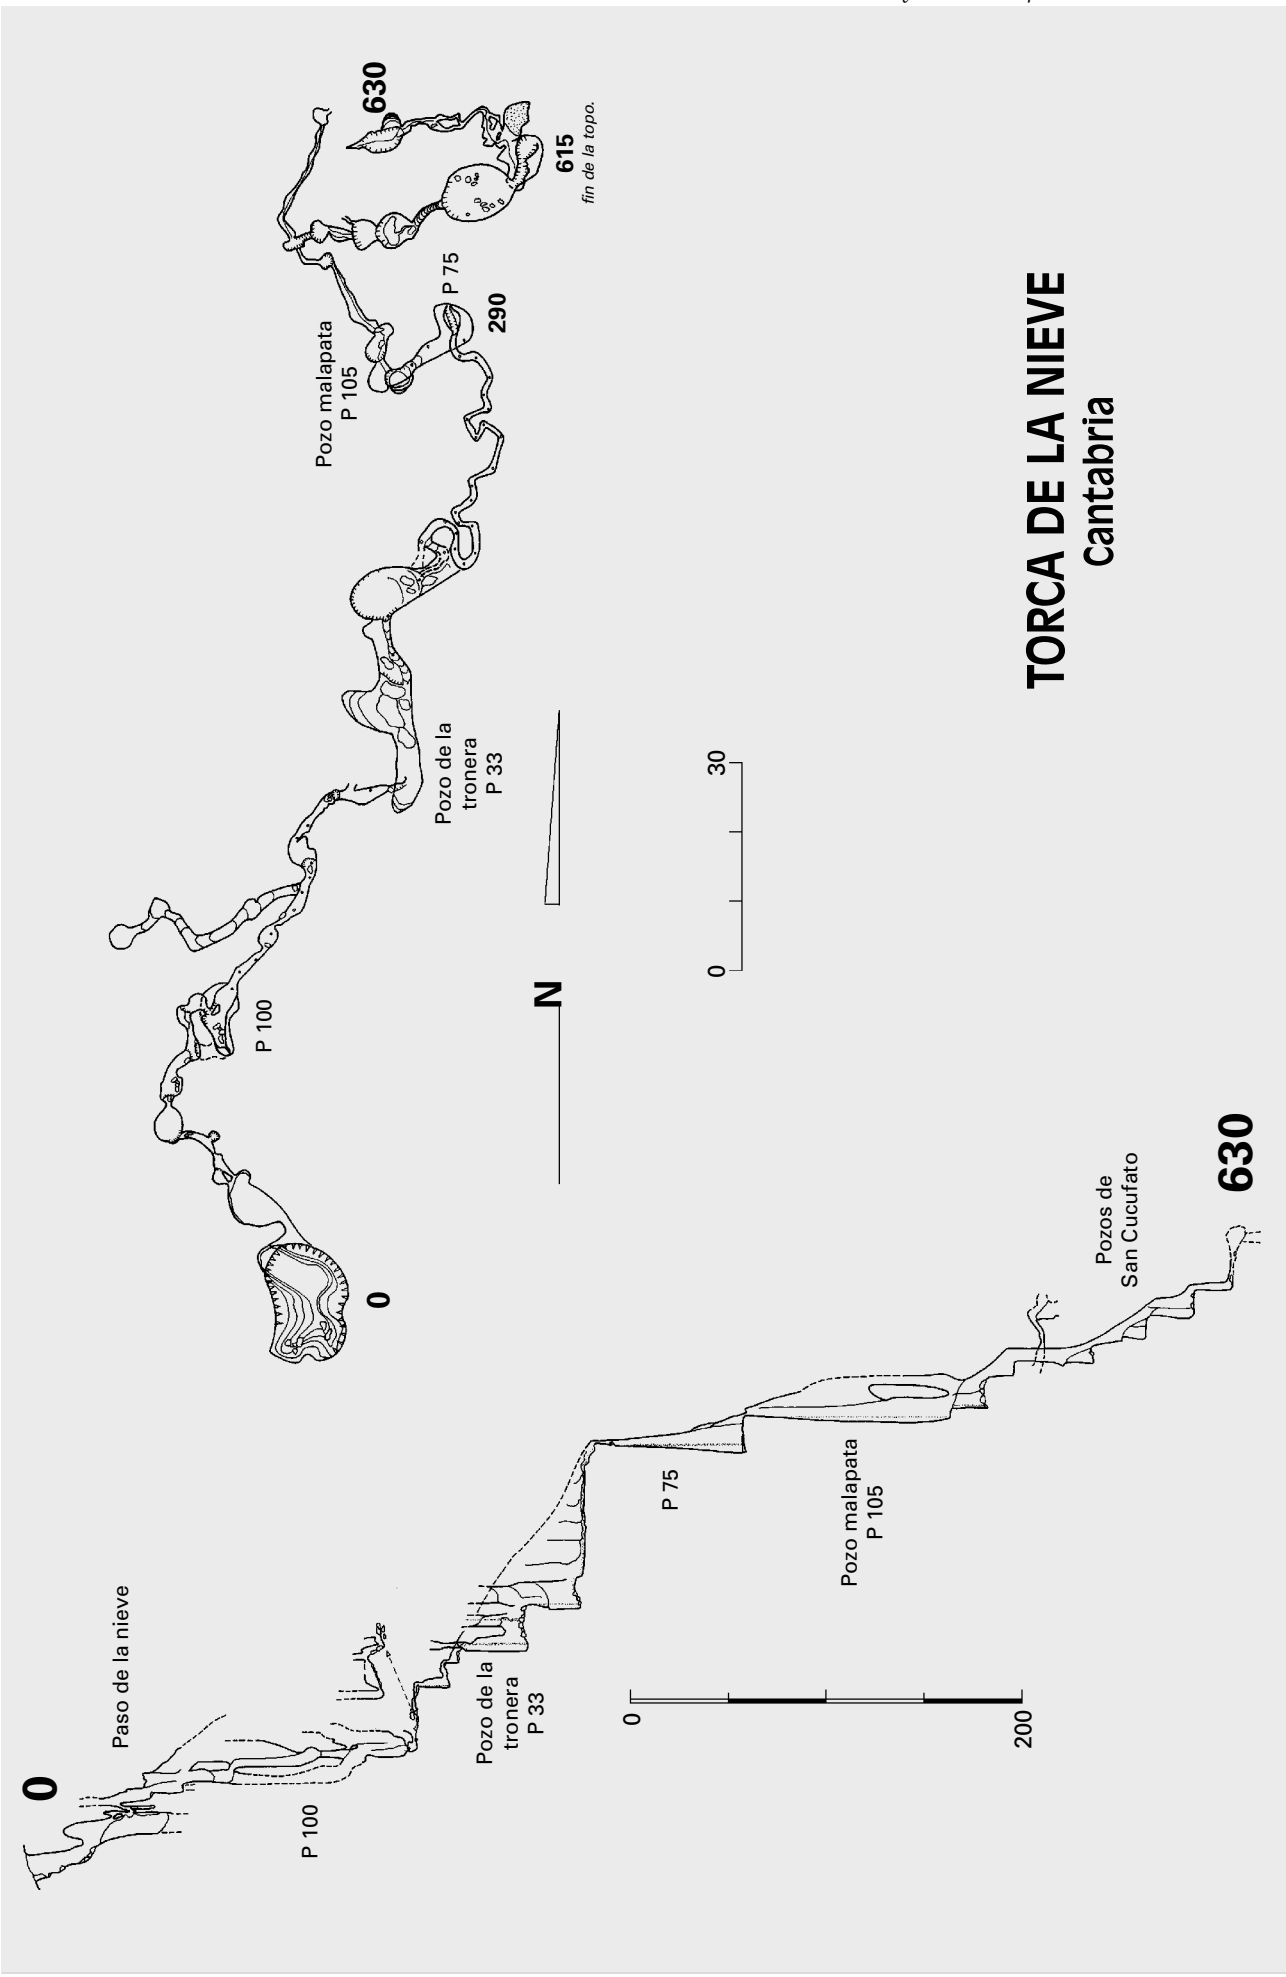 TORCA DE LA NIEVE
Cantabria
0
P 100
Pozo de la
tronera
P 33
Pozo malapata
P 105
P 75
290
630
615
fin de la topo.
N
0
30
0
Paso de la nieve
P 100
Pozo de la
tronera
P 33
P 75
Pozo malapata
P 105
Pozos de
San Cucufato
630
0
200